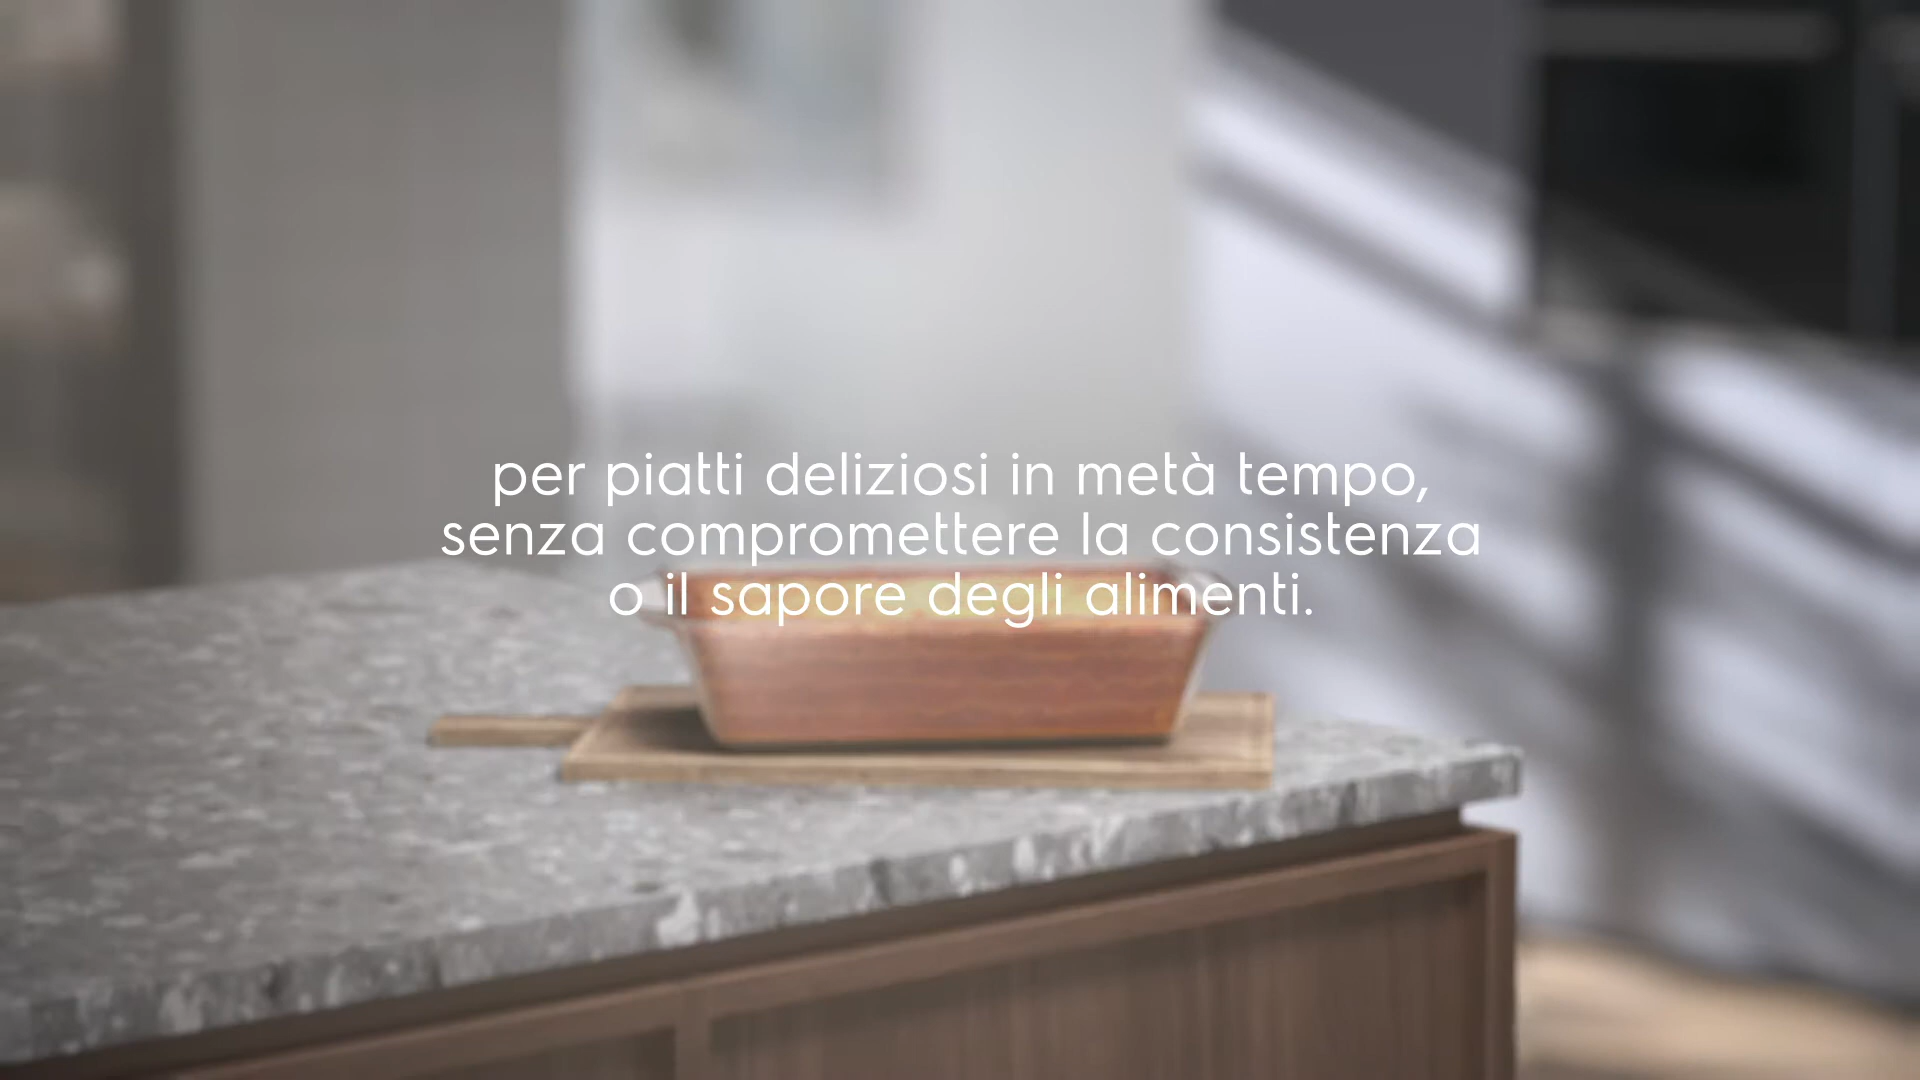 per piatti deliziosi in metà tempo,
senza compromettere la consistenza
o il sapore degli alimenti.